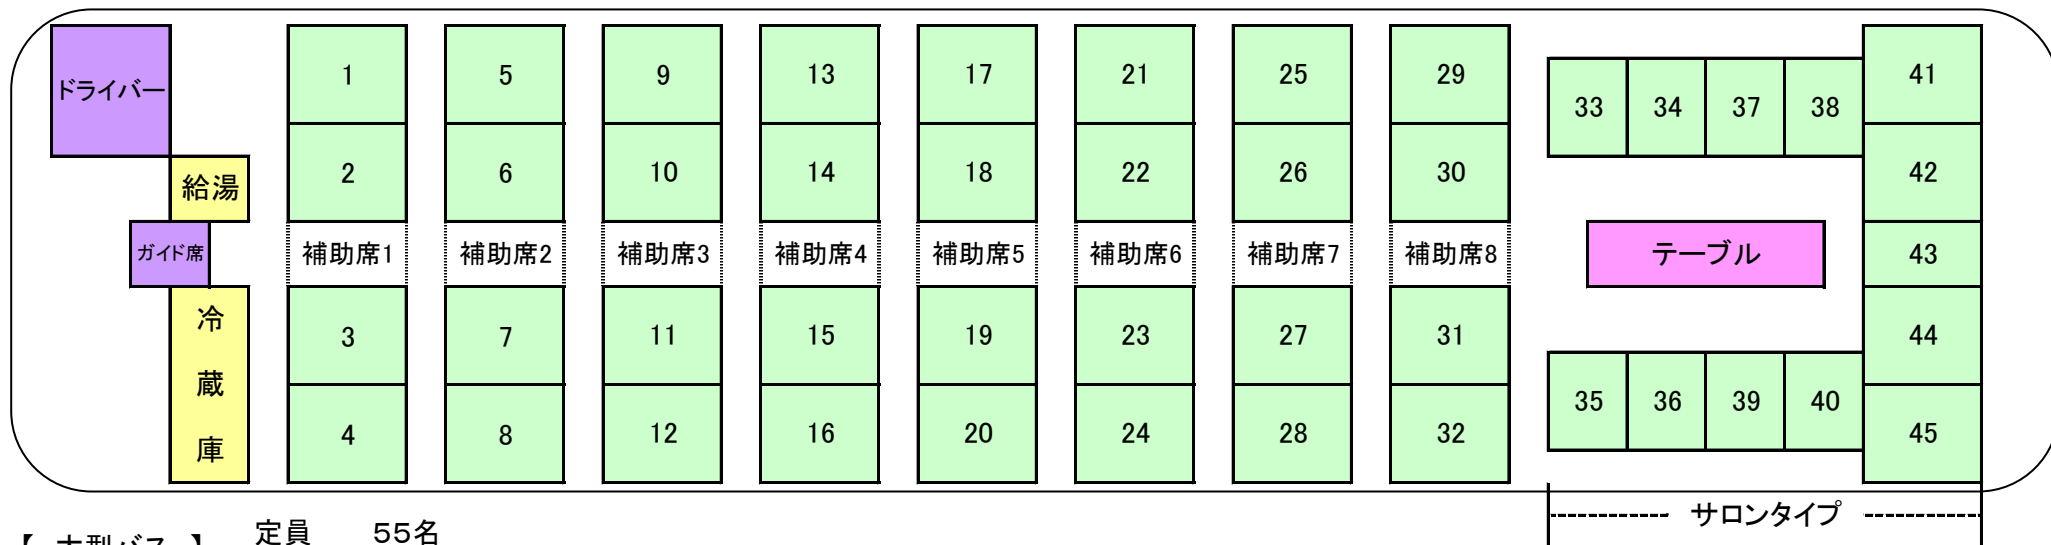 ドライバー
給湯
ガイド席
冷
蔵
庫
1 5 9 13 17 21 25 29
2 6 10 14 18 22 26 30
補助席1 補助席2 補助席3 補助席4 補助席5 補助席6 補助席7 補助席8
3 7 11 15 19 23 27 31
4 8 12 16 20 24 28 32
33 34 37 38
テーブル
35 36 39 40
41
42
43
44
45
サロンタイプ
【 大型バス 】 定員 55名